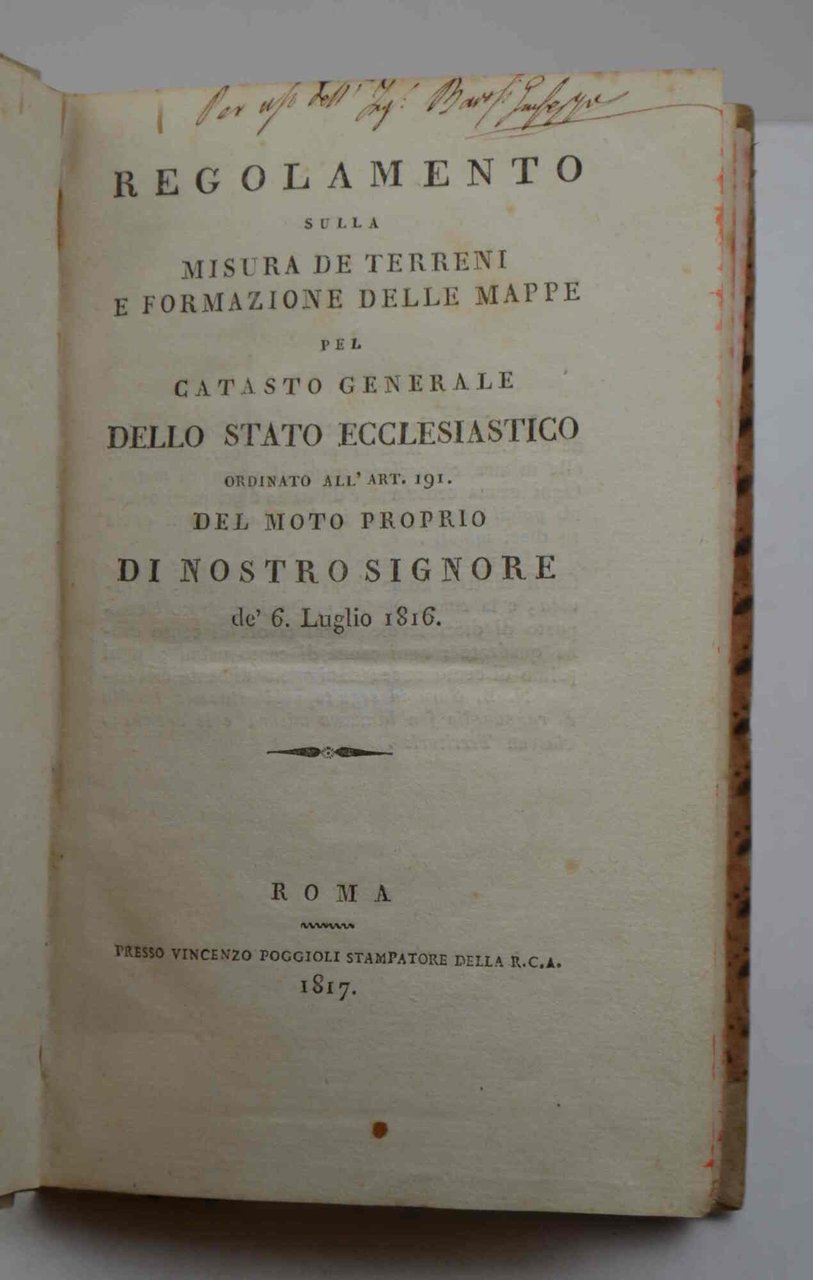 Per uso dell' Ing.
REGOLAMENTO
SULLA
MISURA DE TERRENI
E FORMAZIONE DELLE MAPPE
PEL
CATASTO GENERALE
DELLO STATO ECCLESIASTICO
ORDINATO ALL' ART. 191.
DEL MOTO PROPRIO
DI NOSTRO SIGNORE
de' 6. Luglio 1816.
ROMA
PRESSO VINCENZO POGGIOLI STAMPATORE DELLA R.C.A.
1817.